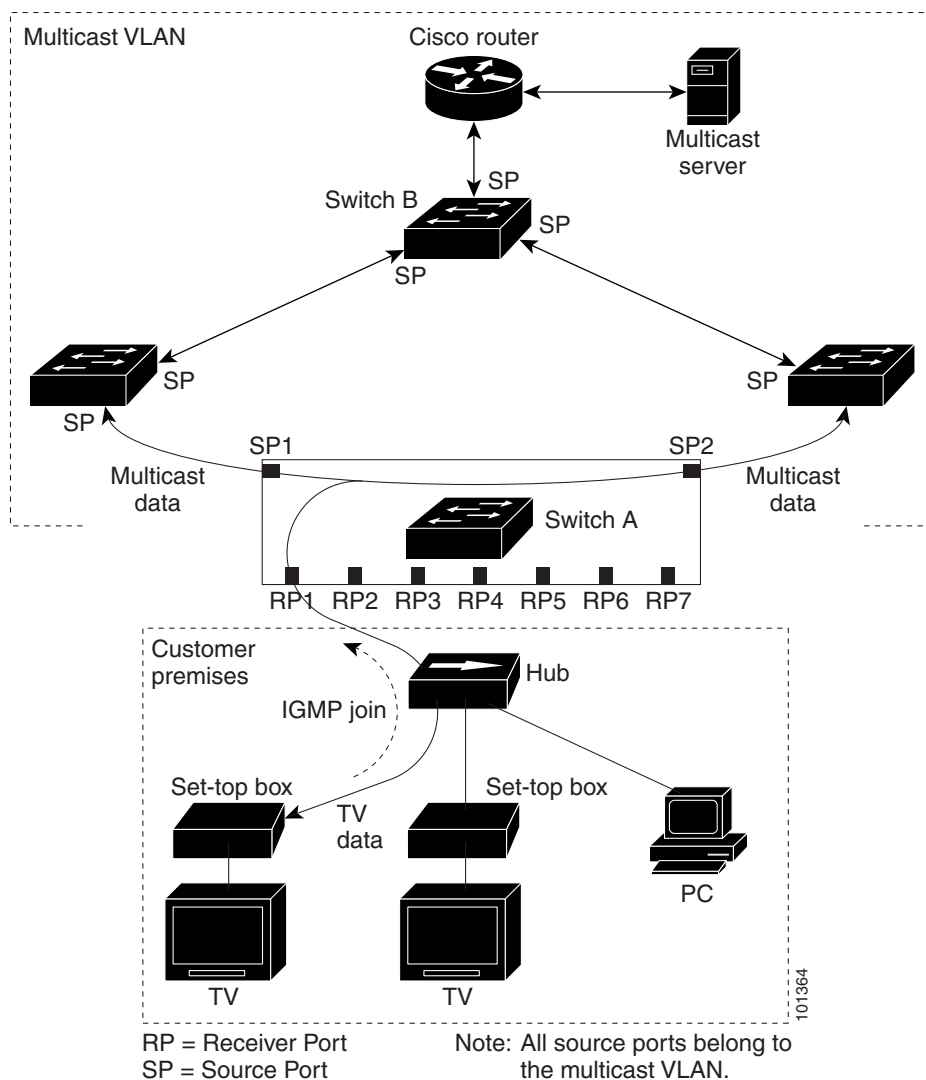 Multicast VLAN
Cisco router
Multicast
server
SP
Switch B
SP
SP
SP
SP
SP
SP1
SP2
Multicast
data
Multicast
data
Switch A
RP1 RP2 RP3 RP4 RP5 RP6 RP7
Customer
premises
Hub
IGMP join
Set-top box
Set-top box
TV
data
PC
TV
TV
101364
RP = Receiver Port
SP = Source Port
Note: All source ports belong to
the multicast VLAN.